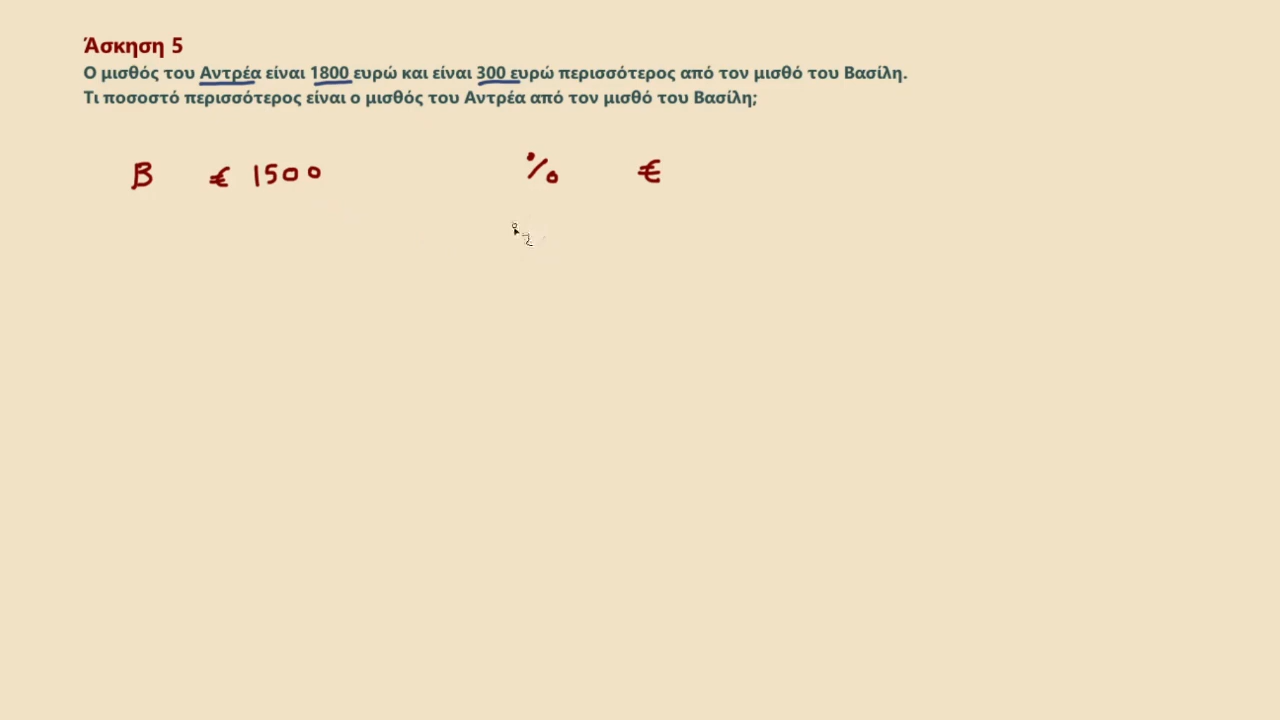 Άσκηση 5
Ο μισθός του Αντρέα είναι 1800 ευρώ και είναι 300 ευρώ περισσότερος από τον μισθό του Βασίλη.
Τι ποσοστό περισσότερος είναι ο μισθός του Αντρέα από τον μισθό του Βασίλη;
Β € 1500 % €